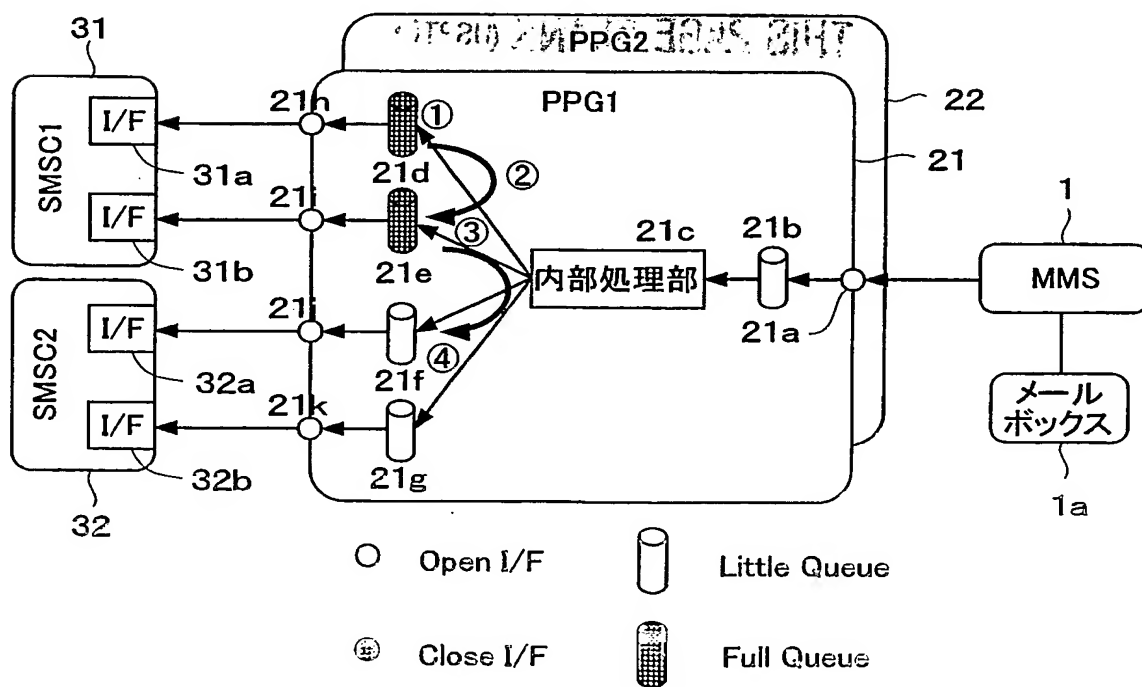 31
SMSC1
I/F
31a
I/F
31b
SMSC2
I/F
32a
I/F
32b
32
PPG2
22
PPG1
21
21h
①
21d
②
21i
③
21e
21j
④
21f
21k
21g
21c
内部処理部
21b
21a
1
MMS
メール
ボックス
1a
Open I/F
Little Queue
Close I/F
Full Queue